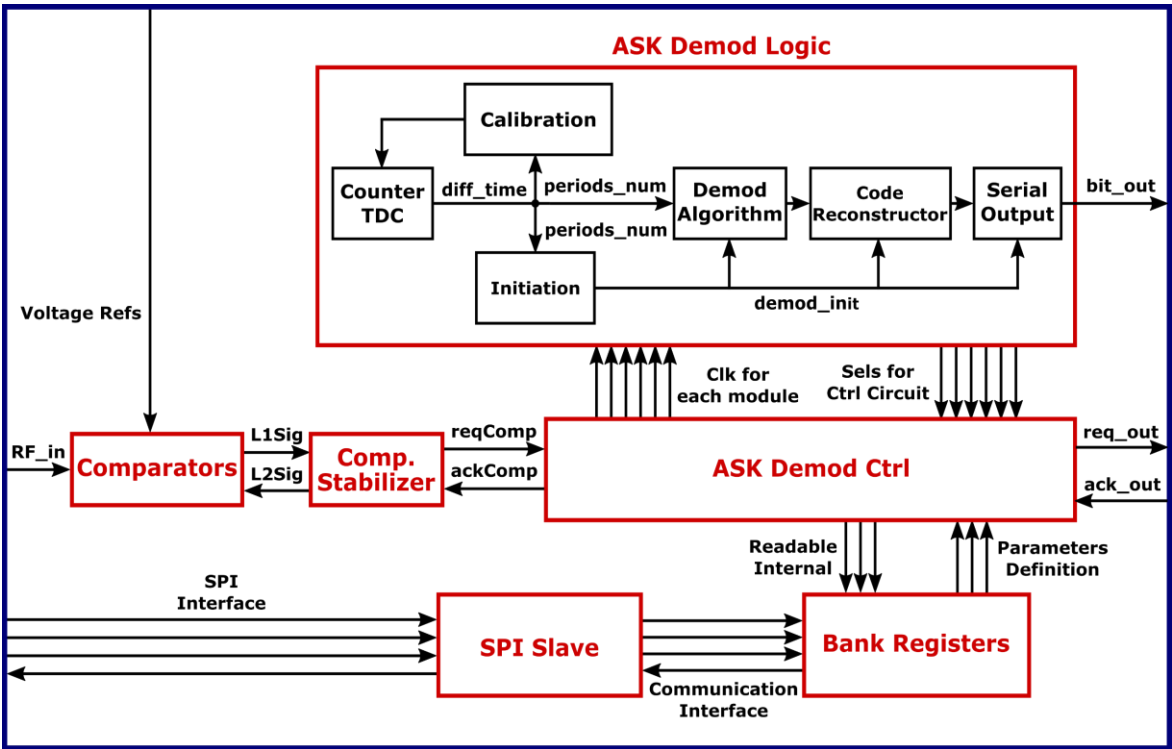 ASK Demod Logic
Calibration
Counter
TDC
diff_time
periods_num
periods_num
Demod
Algorithm
Code
Reconstructor
Serial
Output
bit_out
Initiation
demod_init
Voltage Refs
Clk for
each module
Sels for
Ctrl Circuit
RF_in
Comparators
L1Sig
L2Sig
Comp.
Stabilizer
reqComp
ackComp
ASK Demod Ctrl
req_out
ack_out
Readable
Internal
Parameters
Definition
SPI
Interface
SPI Slave
Bank Registers
Communication
Interface